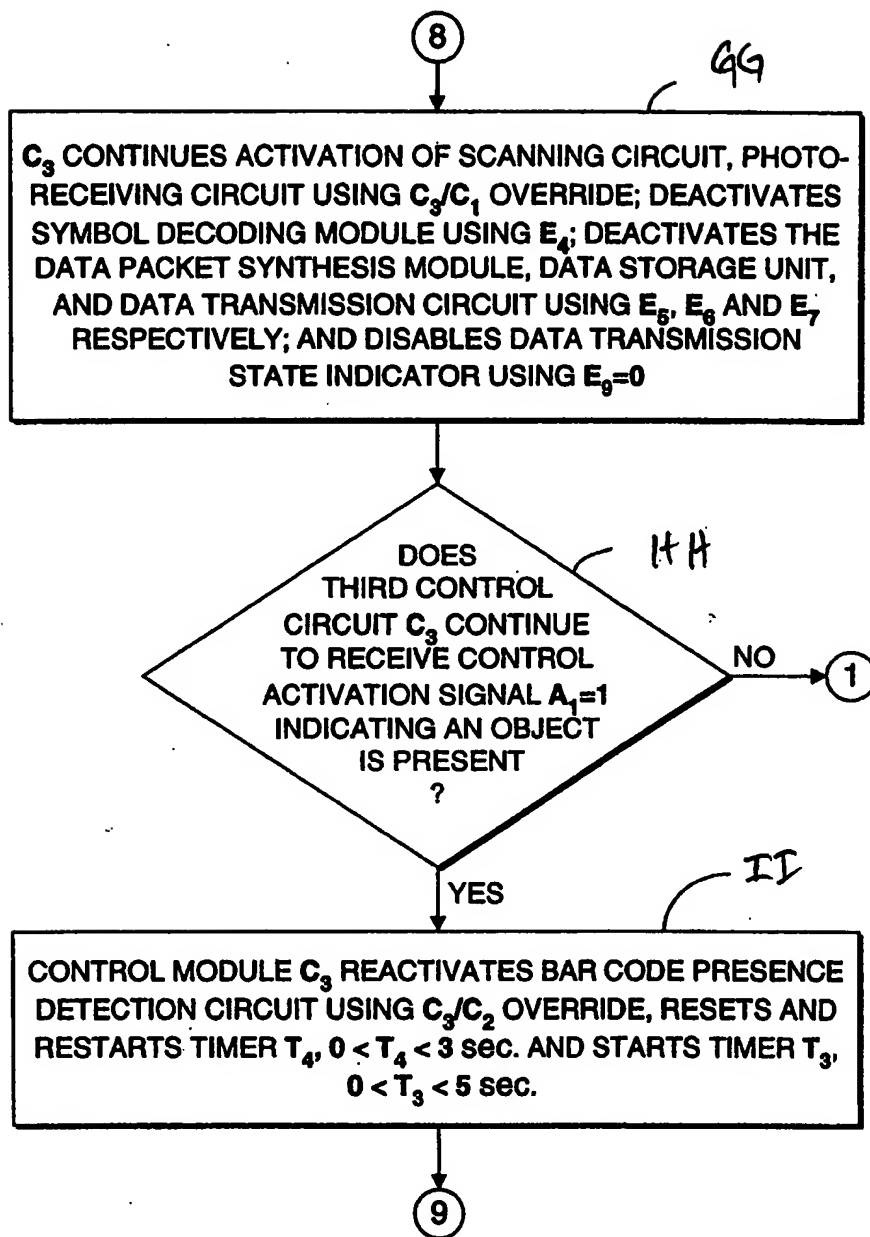 8
GG
C₃ CONTINUES ACTIVATION OF SCANNING CIRCUIT, PHOTO-
RECEIVING CIRCUIT USING C₃/C₁ OVERRIDE; DEACTIVATES
SYMBOL DECODING MODULE USING E₄; DEACTIVATES THE
DATA PACKET SYNTHESIS MODULE, DATA STORAGE UNIT,
AND DATA TRANSMISSION CIRCUIT USING E₅, E₆ AND E₇
RESPECTIVELY; AND DISABLES DATA TRANSMISSION
STATE INDICATOR USING E₉=0
HH
DOES
THIRD CONTROL
CIRCUIT C₃ CONTINUE
TO RECEIVE CONTROL
ACTIVATION SIGNAL A₁=1
INDICATING AN OBJECT
IS PRESENT
?
NO
1
YES
II
CONTROL MODULE C₃ REACTIVATES BAR CODE PRESENCE
DETECTION CIRCUIT USING C₃/C₂ OVERRIDE, RESETS AND
RESTARTS TIMER T₄, 0 < T₄ < 3 sec. AND STARTS TIMER T₃,
0 < T₃ < 5 sec.
9